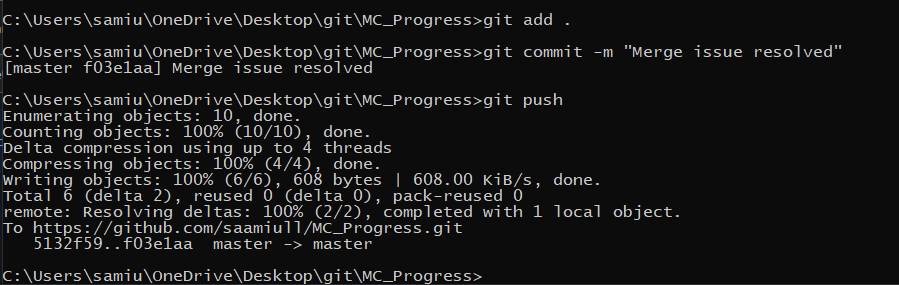 C:\Users\samiu\OneDrive\Desktop\git\MC_Progress>git add .
C:\Users\samiu\OneDrive\Desktop\git\MC_Progress>git commit -m "Merge issue resolved"
[master f03e1aa] Merge issue resolved
C:\Users\samiu\OneDrive\Desktop\git\MC_Progress>git push
Enumerating objects: 10, done.
Counting objects: 100% (10/10), done.
Delta compression using up to 4 threads
Compressing objects: 100% (4/4), done.
Writing objects: 100% (6/6), 608 bytes | 608.00 KiB/s, done.
Total 6 (delta 2), reused 0 (delta 0), pack-reused 0
remote: Resolving deltas: 100% (2/2), completed with 1 local object.
To https://github.com/saamiull/MC_Progress.git
   5132f59..f03e1aa  master -> master
C:\Users\samiu\OneDrive\Desktop\git\MC_Progress>